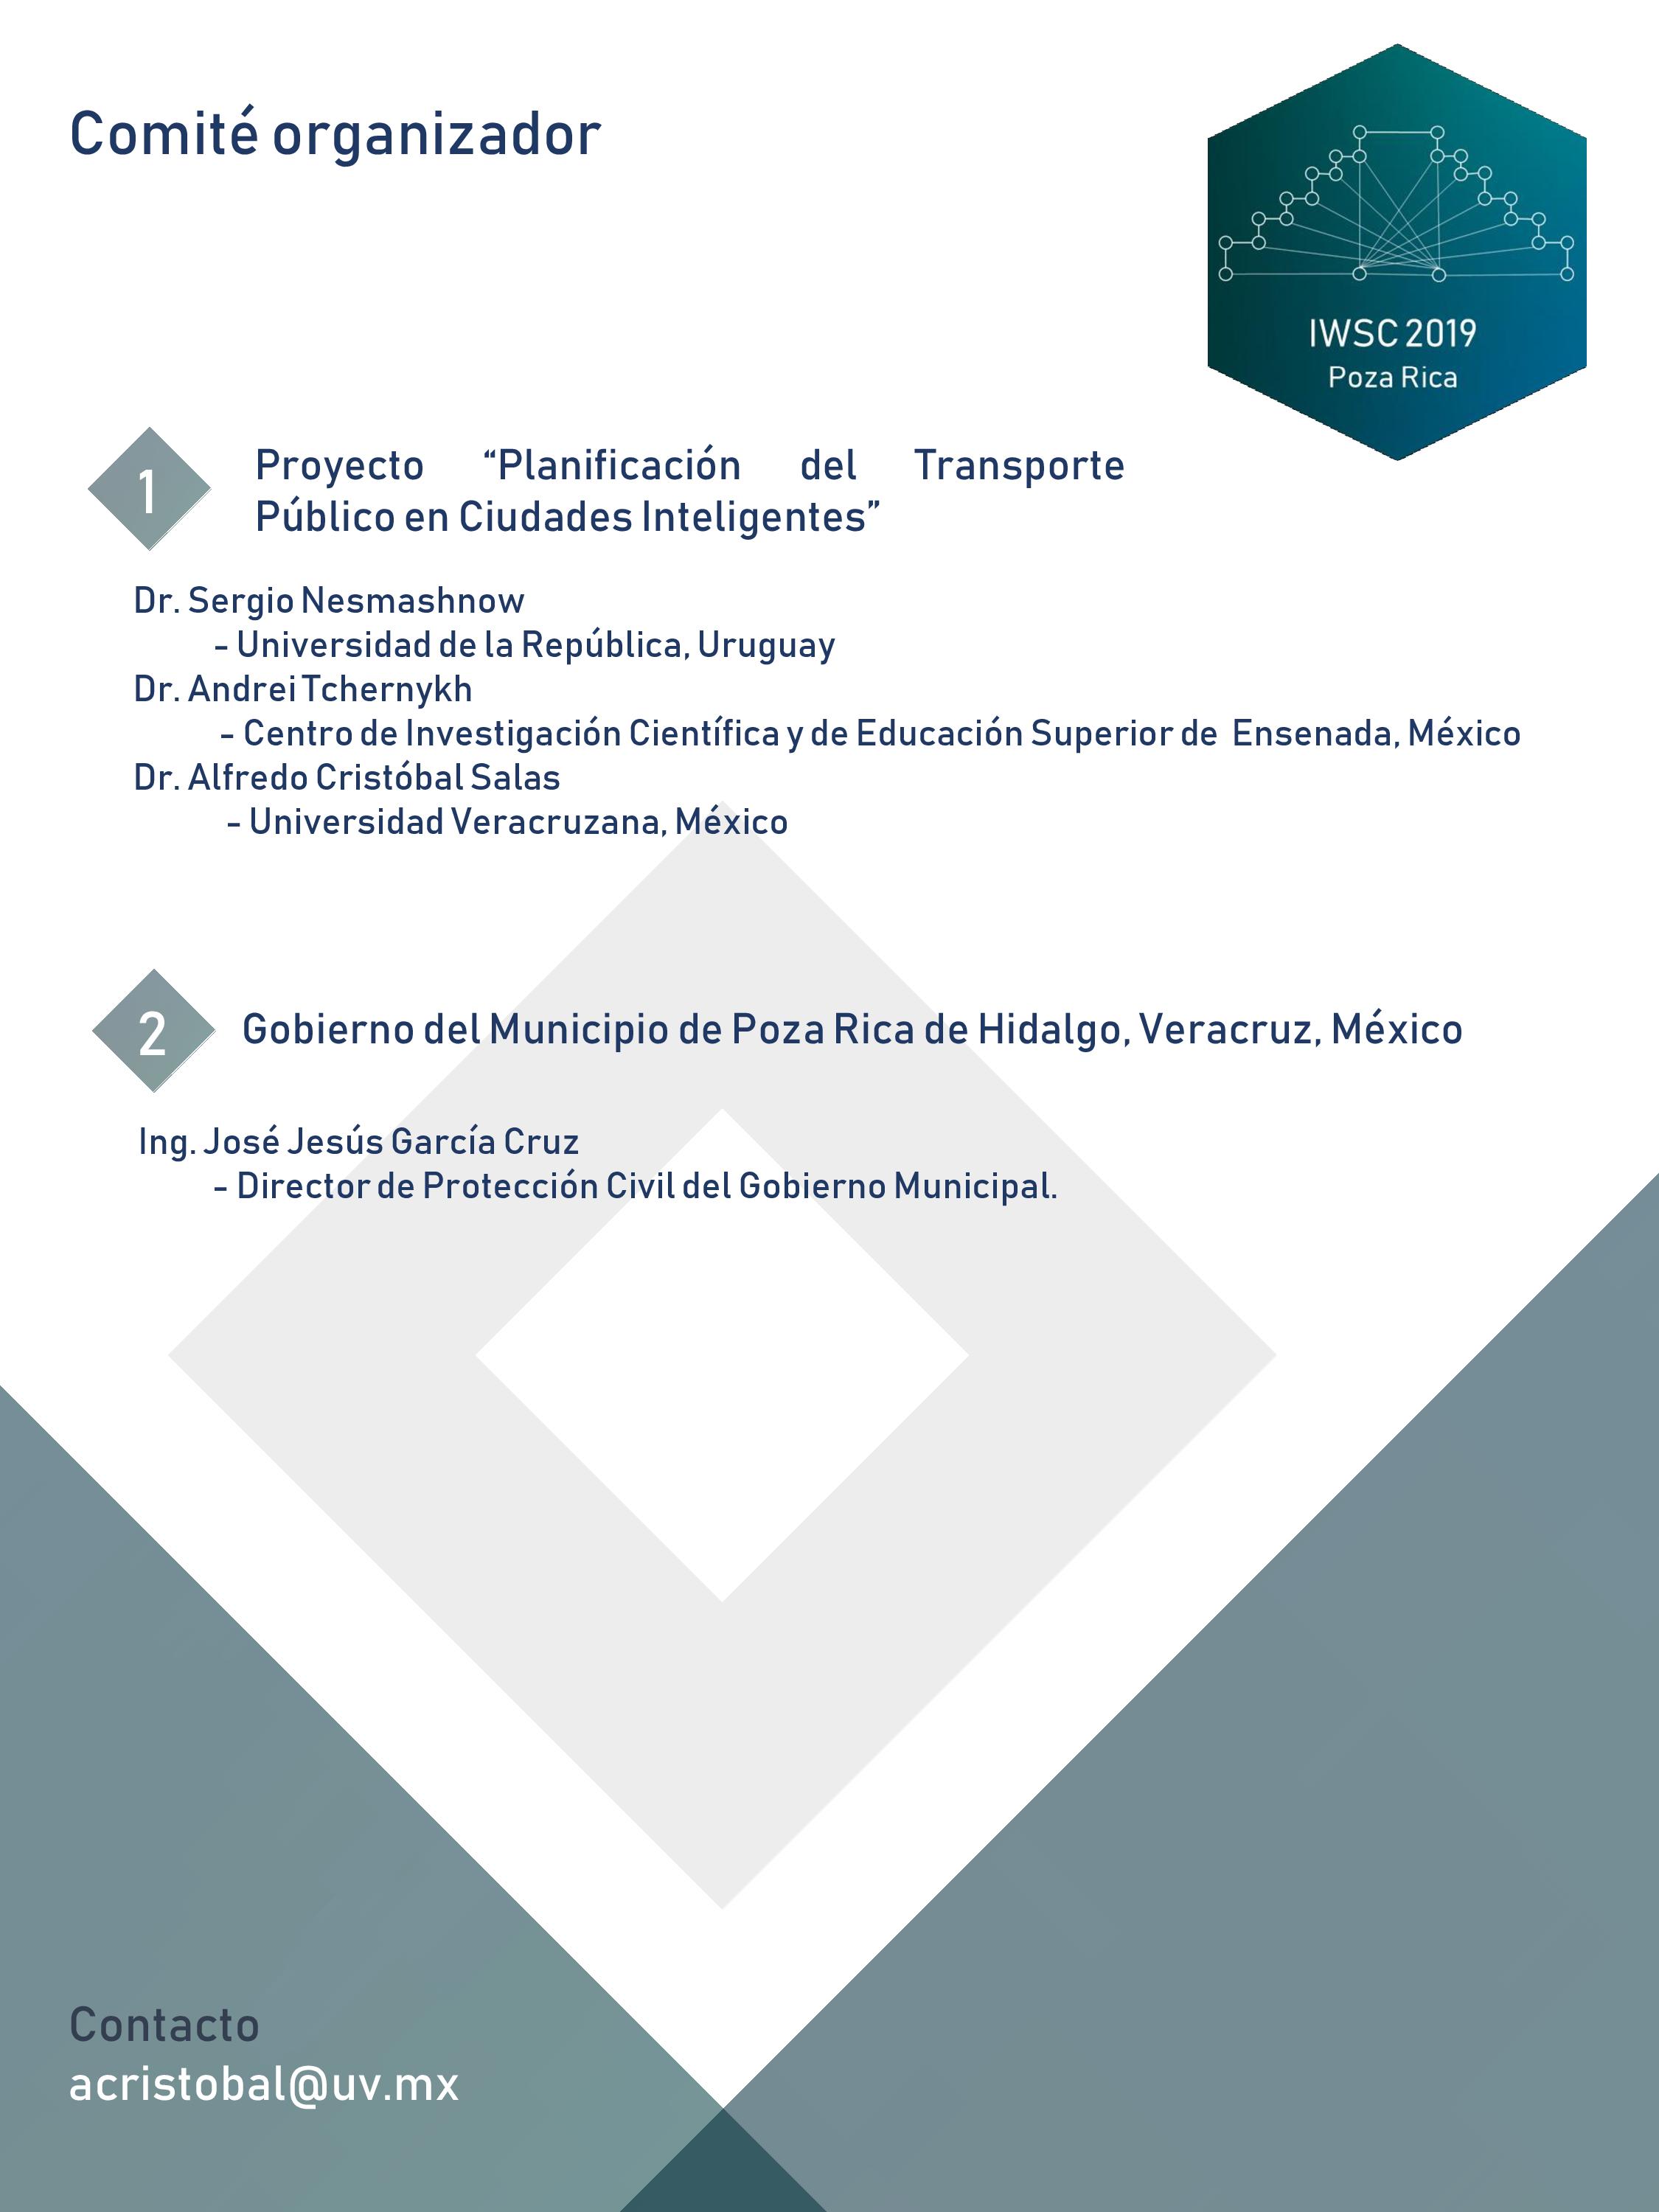 Comité organizador
IWSC 2019
Poza Rica
1
Proyecto “Planificación del Transporte
Público en Ciudades Inteligentes”
Dr. Sergio Nesmashnow
- Universidad de la República, Uruguay
Dr. Andrei Tchernykh
- Centro de Investigación Científica y de Educación Superior de Ensenada, México
Dr. Alfredo Cristóbal Salas
- Universidad Veracruzana, México
2
Gobierno del Municipio de Poza Rica de Hidalgo, Veracruz, México
Ing. José Jesús García Cruz
- Director de Protección Civil del Gobierno Municipal.
Contacto
acristobal@uv.mx